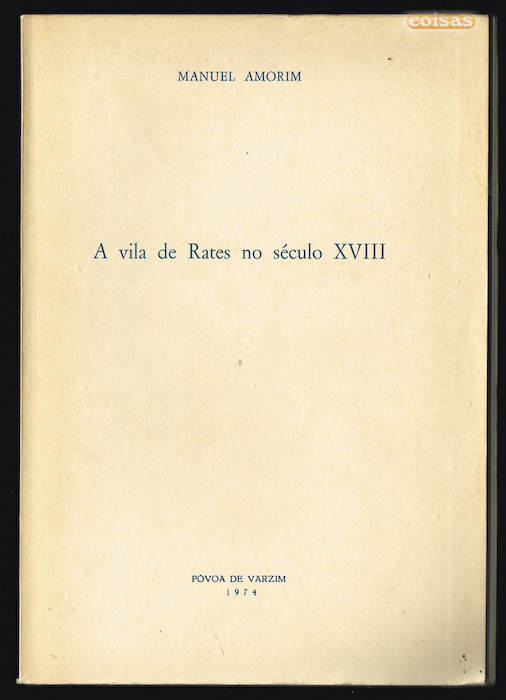 coisas
MANUEL AMORIM
A vila de Rates no século XVIII
PÓVOA DE VARZIM
1974